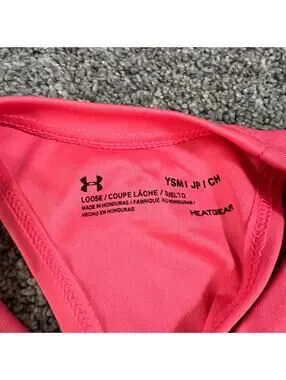 YSM | JP | CH
LOOSE / COUPE LÂCHE / SUELTO
MADE IN HONDURAS / FABRIQUÉ AU HONDURAS /
HECHO EN HONDURAS
HEATGEAR